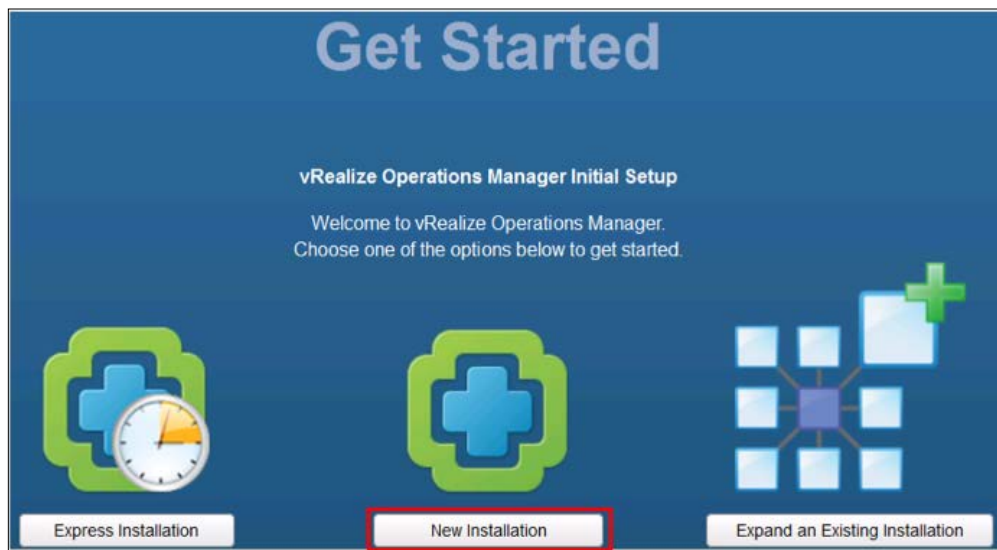 Get Started
vRealize Operations Manager Initial Setup
Welcome to vRealize Operations Manager.
Choose one of the options below to get started.
Express Installation
New Installation
Expand an Existing Installation